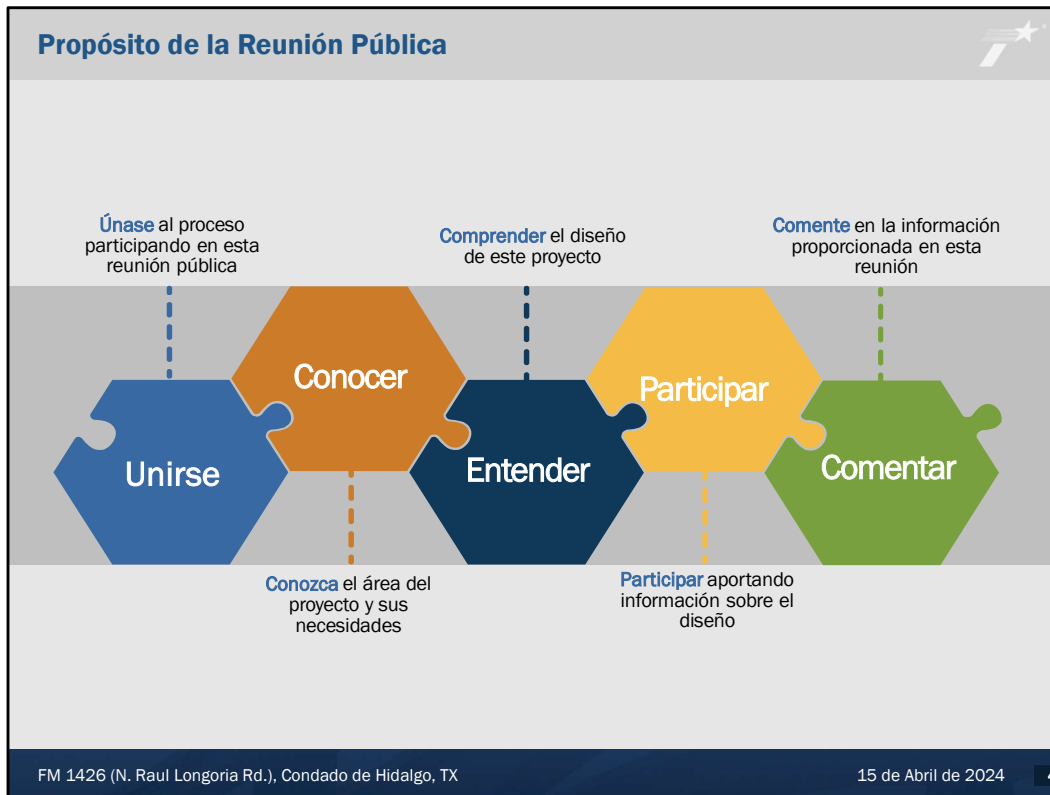 Propósito de la Reunión Pública
Únase al proceso
participando en esta
reunión pública
Comprender el diseño
de este proyecto
Comente en la información
proporcionada en esta
reunión
Unirse
Conocer
Entender
Participar
Comentar
Conozca el área del
proyecto y sus
necesidades
Participar aportando
información sobre el
diseño
FM 1426 (N. Raul Longoria Rd.), Condado de Hidalgo, TX
15 de Abril de 2024